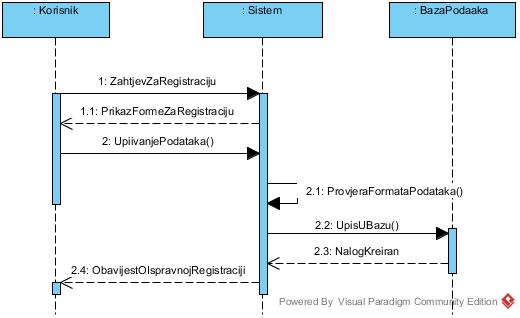 : Korisnik
: Sistem
: BazaPodaaka
1: ZahtjevZaRegistraciju
1.1: PrikazFormeZaRegistraciju
2: UpiivanjePodataka()
2.1: ProvjeraFormataPodataka()
2.2: UpisUBazu()
2.3: NalogKreiran
2.4: ObavijestOIspravnojRegistraciji
Powered By Visual Paradigm Community Edition